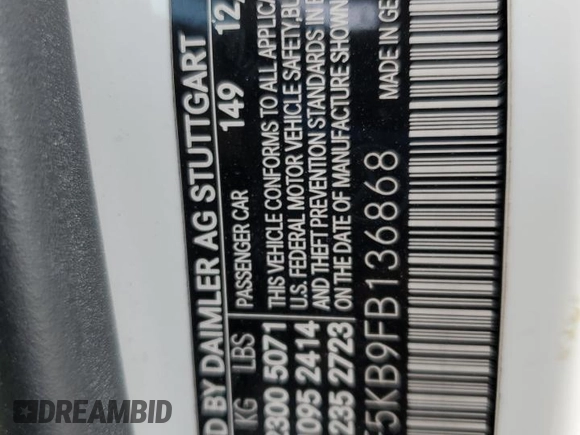 D BY DAIMLER AG STUTTGART
149 12
KG LBS PASSENGER CAR
2300 5071 THIS VEHICLE CONFORMS TO ALL APPLICA
1095 2414 U.S. FEDERAL MOTOR VEHICLE SAFETY, BU
1235 2723 AND THEFT PREVENTION STANDARDS IN E
ON THE DATE OF MANUFACTURE SHOWN
5KB9FB136868
MADE IN GE
DREAMBID